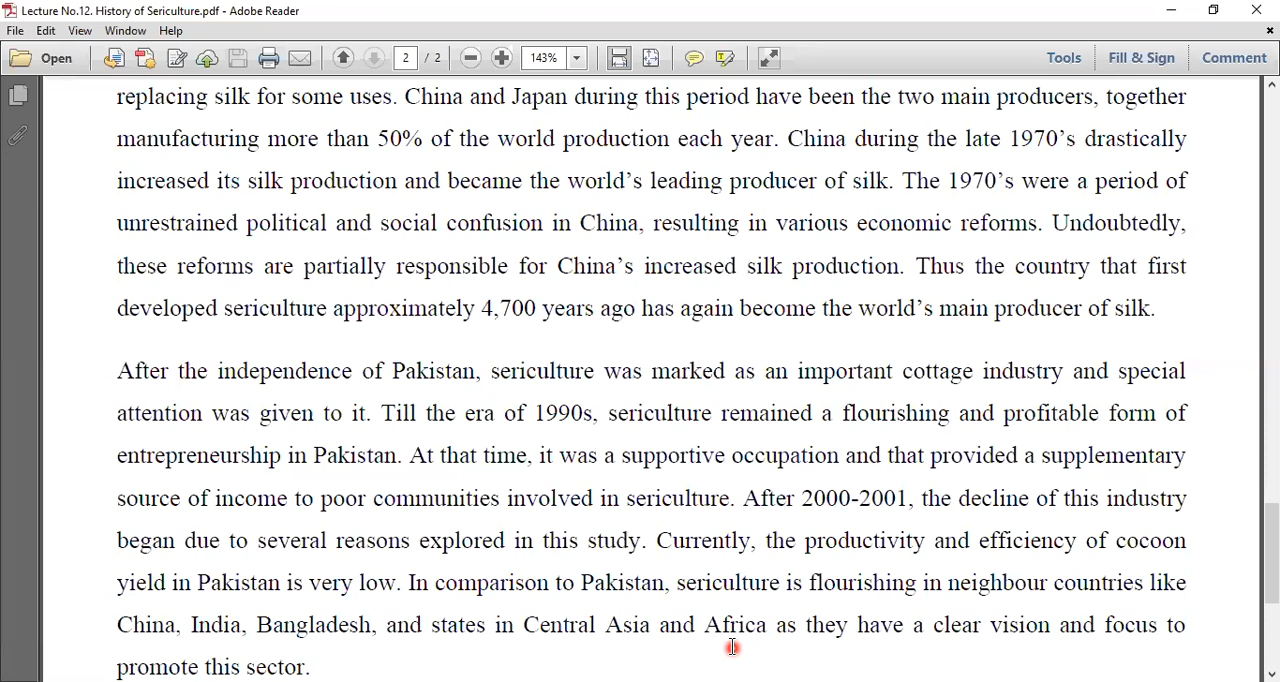 Lecture No.12. History of Sericulture.pdf - Adobe Reader
File Edit View Window Help
Open 2 / 2 143% Tools Fill & Sign Comment
replacing silk for some uses. China and Japan during this period have been the two main producers, together
manufacturing more than 50% of the world production each year. China during the late 1970’s drastically
increased its silk production and became the world’s leading producer of silk. The 1970’s were a period of
unrestrained political and social confusion in China, resulting in various economic reforms. Undoubtedly,
these reforms are partially responsible for China’s increased silk production. Thus the country that first
developed sericulture approximately 4,700 years ago has again become the world’s main producer of silk.
After the independence of Pakistan, sericulture was marked as an important cottage industry and special
attention was given to it. Till the era of 1990s, sericulture remained a flourishing and profitable form of
entrepreneurship in Pakistan. At that time, it was a supportive occupation and that provided a supplementary
source of income to poor communities involved in sericulture. After 2000-2001, the decline of this industry
began due to several reasons explored in this study. Currently, the productivity and efficiency of cocoon
yield in Pakistan is very low. In comparison to Pakistan, sericulture is flourishing in neighbour countries like
China, India, Bangladesh, and states in Central Asia and Africa as they have a clear vision and focus to
promote this sector.